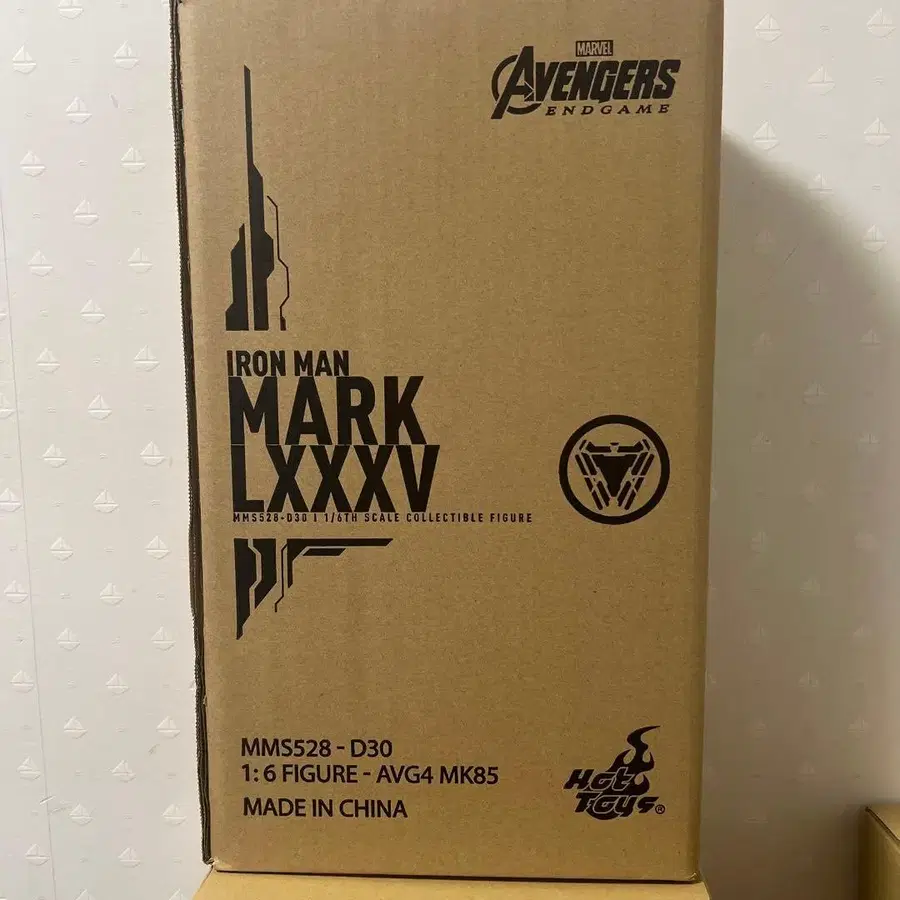 MARVEL
AVENGERS
ENDGAME
IRON MAN
MARK
LXXXV
MMS528-D30 | 1/6TH SCALE COLLECTIBLE FIGURE
MMS528 - D30
1: 6 FIGURE - AVG4 MK85
MADE IN CHINA
Hot
Toys®